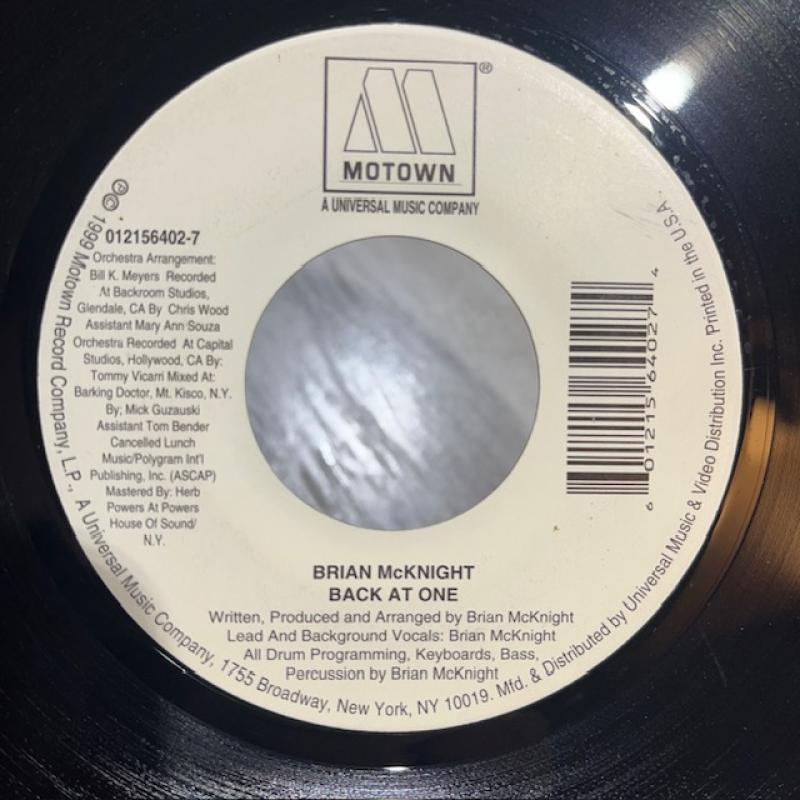 MOTOWN
®
A UNIVERSAL MUSIC COMPANY
012156402-7
Orchestra Arrangement:
Bill K. Meyers Recorded
At Backroom Studios,
Glendale, CA By Chris Wood
Assistant Mary Ann Souza
Orchestra Recorded At Capital
Studios, Hollywood, CA By:
Tommy Vicarri Mixed At:
Barking Doctor, Mt. Kisco, N.Y.
By; Mick Guzauski
Assistant Tom Bender
Cancelled Lunch
Music/Polygram Int'l
Publishing, Inc. (ASCAP)
Mastered By: Herb
Powers At Powers
House Of Sound/
N.Y.
6 01215 64027 4
BRIAN McKNIGHT
BACK AT ONE
Written, Produced and Arranged by Brian McKnight
Lead And Background Vocals: Brian McKnight
All Drum Programming, Keyboards, Bass,
Percussion by Brian McKnight
℗© 1999 Motown Record Company, L.P., A Universal Music Company, 1755 Broadway, New York, NY 10019. Mfd. & Distributed by Universal Music & Video Distribution Inc. Printed in the U.S.A.